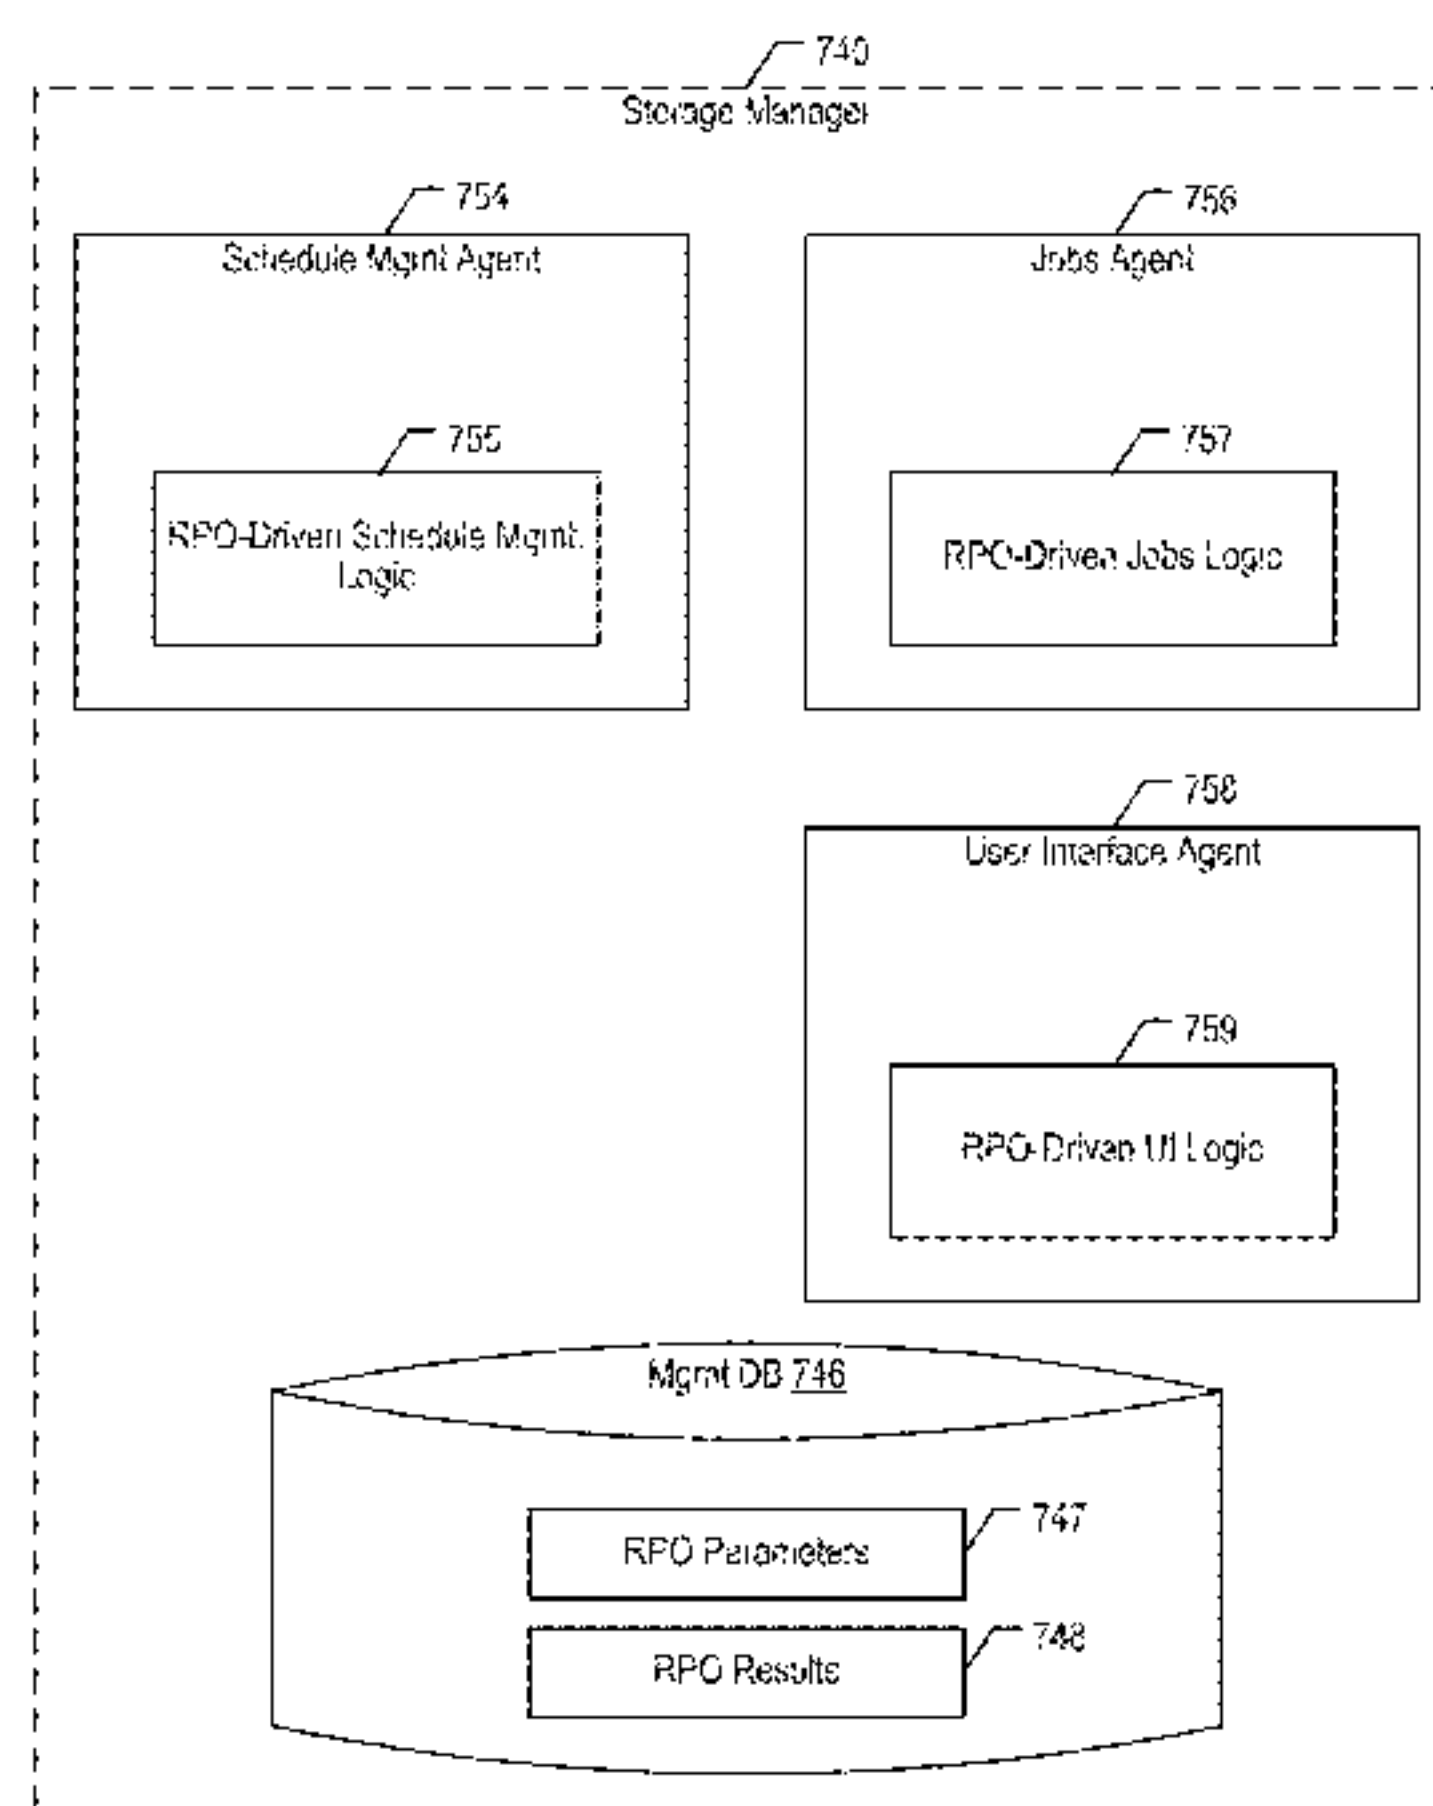 740
Storage Manager
754
Schedule Mgmt Agent
755
RPO-Driven Schedule Mgmt.
Logic
756
Jobs Agent
757
RPO-Driven Jobs Logic
758
User Interface Agent
759
RPO-Driven UI Logic
Mgmt DB 746
RPO Parameters
747
RPO Results
748